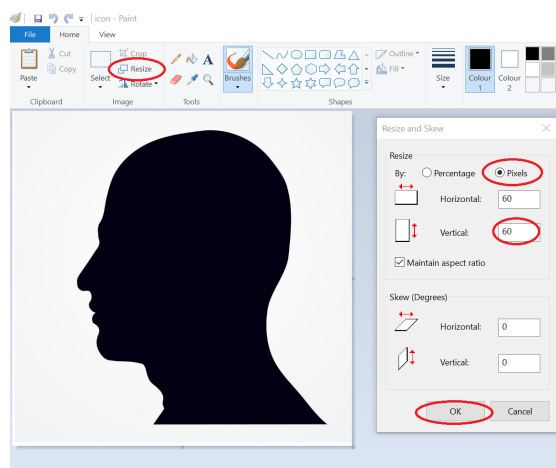 icon - Paint
File Home View
Paste
Cut
Copy
Clipboard
Select
Crop
Resize
Rotate
Image
A
Tools
Brushes
Shapes
Outline
Fill
Size
Colour 1
Colour 2
Resize and Skew
Resize
By: Percentage Pixels
Horizontal: 60
Vertical: 60
Maintain aspect ratio
Skew (Degrees)
Horizontal: 0
Vertical: 0
OK Cancel